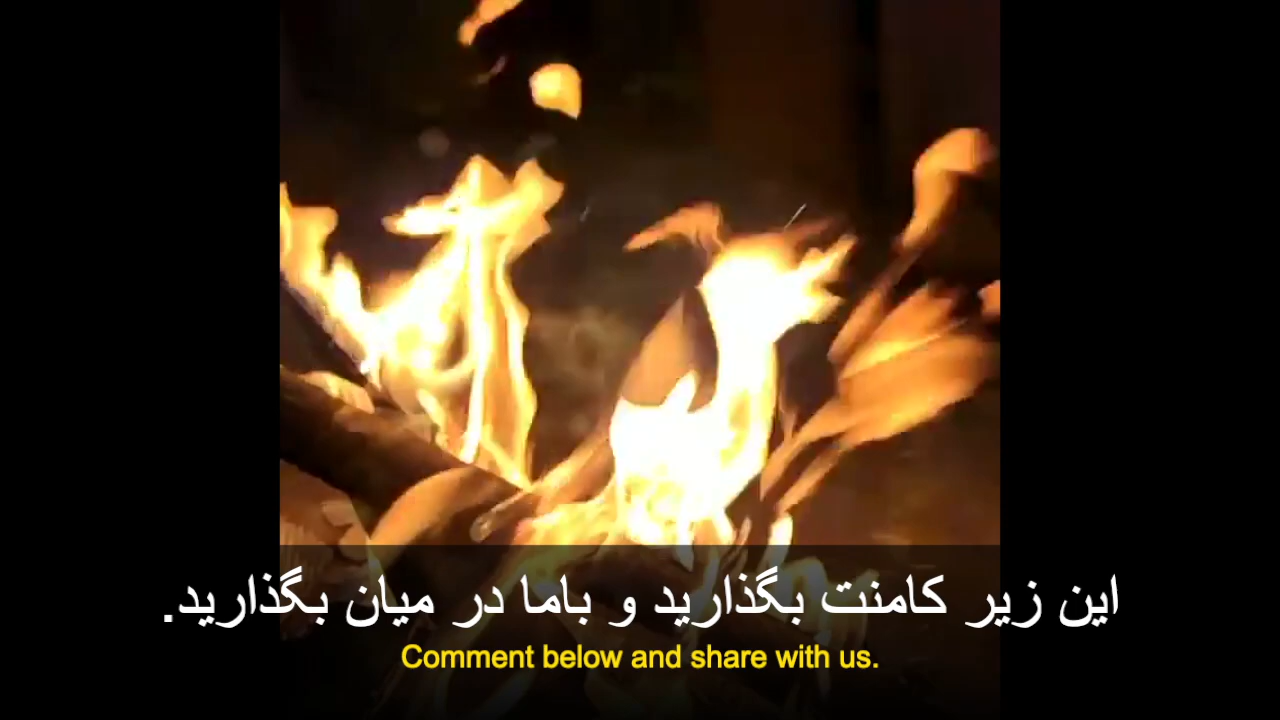 این زیر کامنت بگذارید و باما در میان بگذارید.
Comment below and share with us.